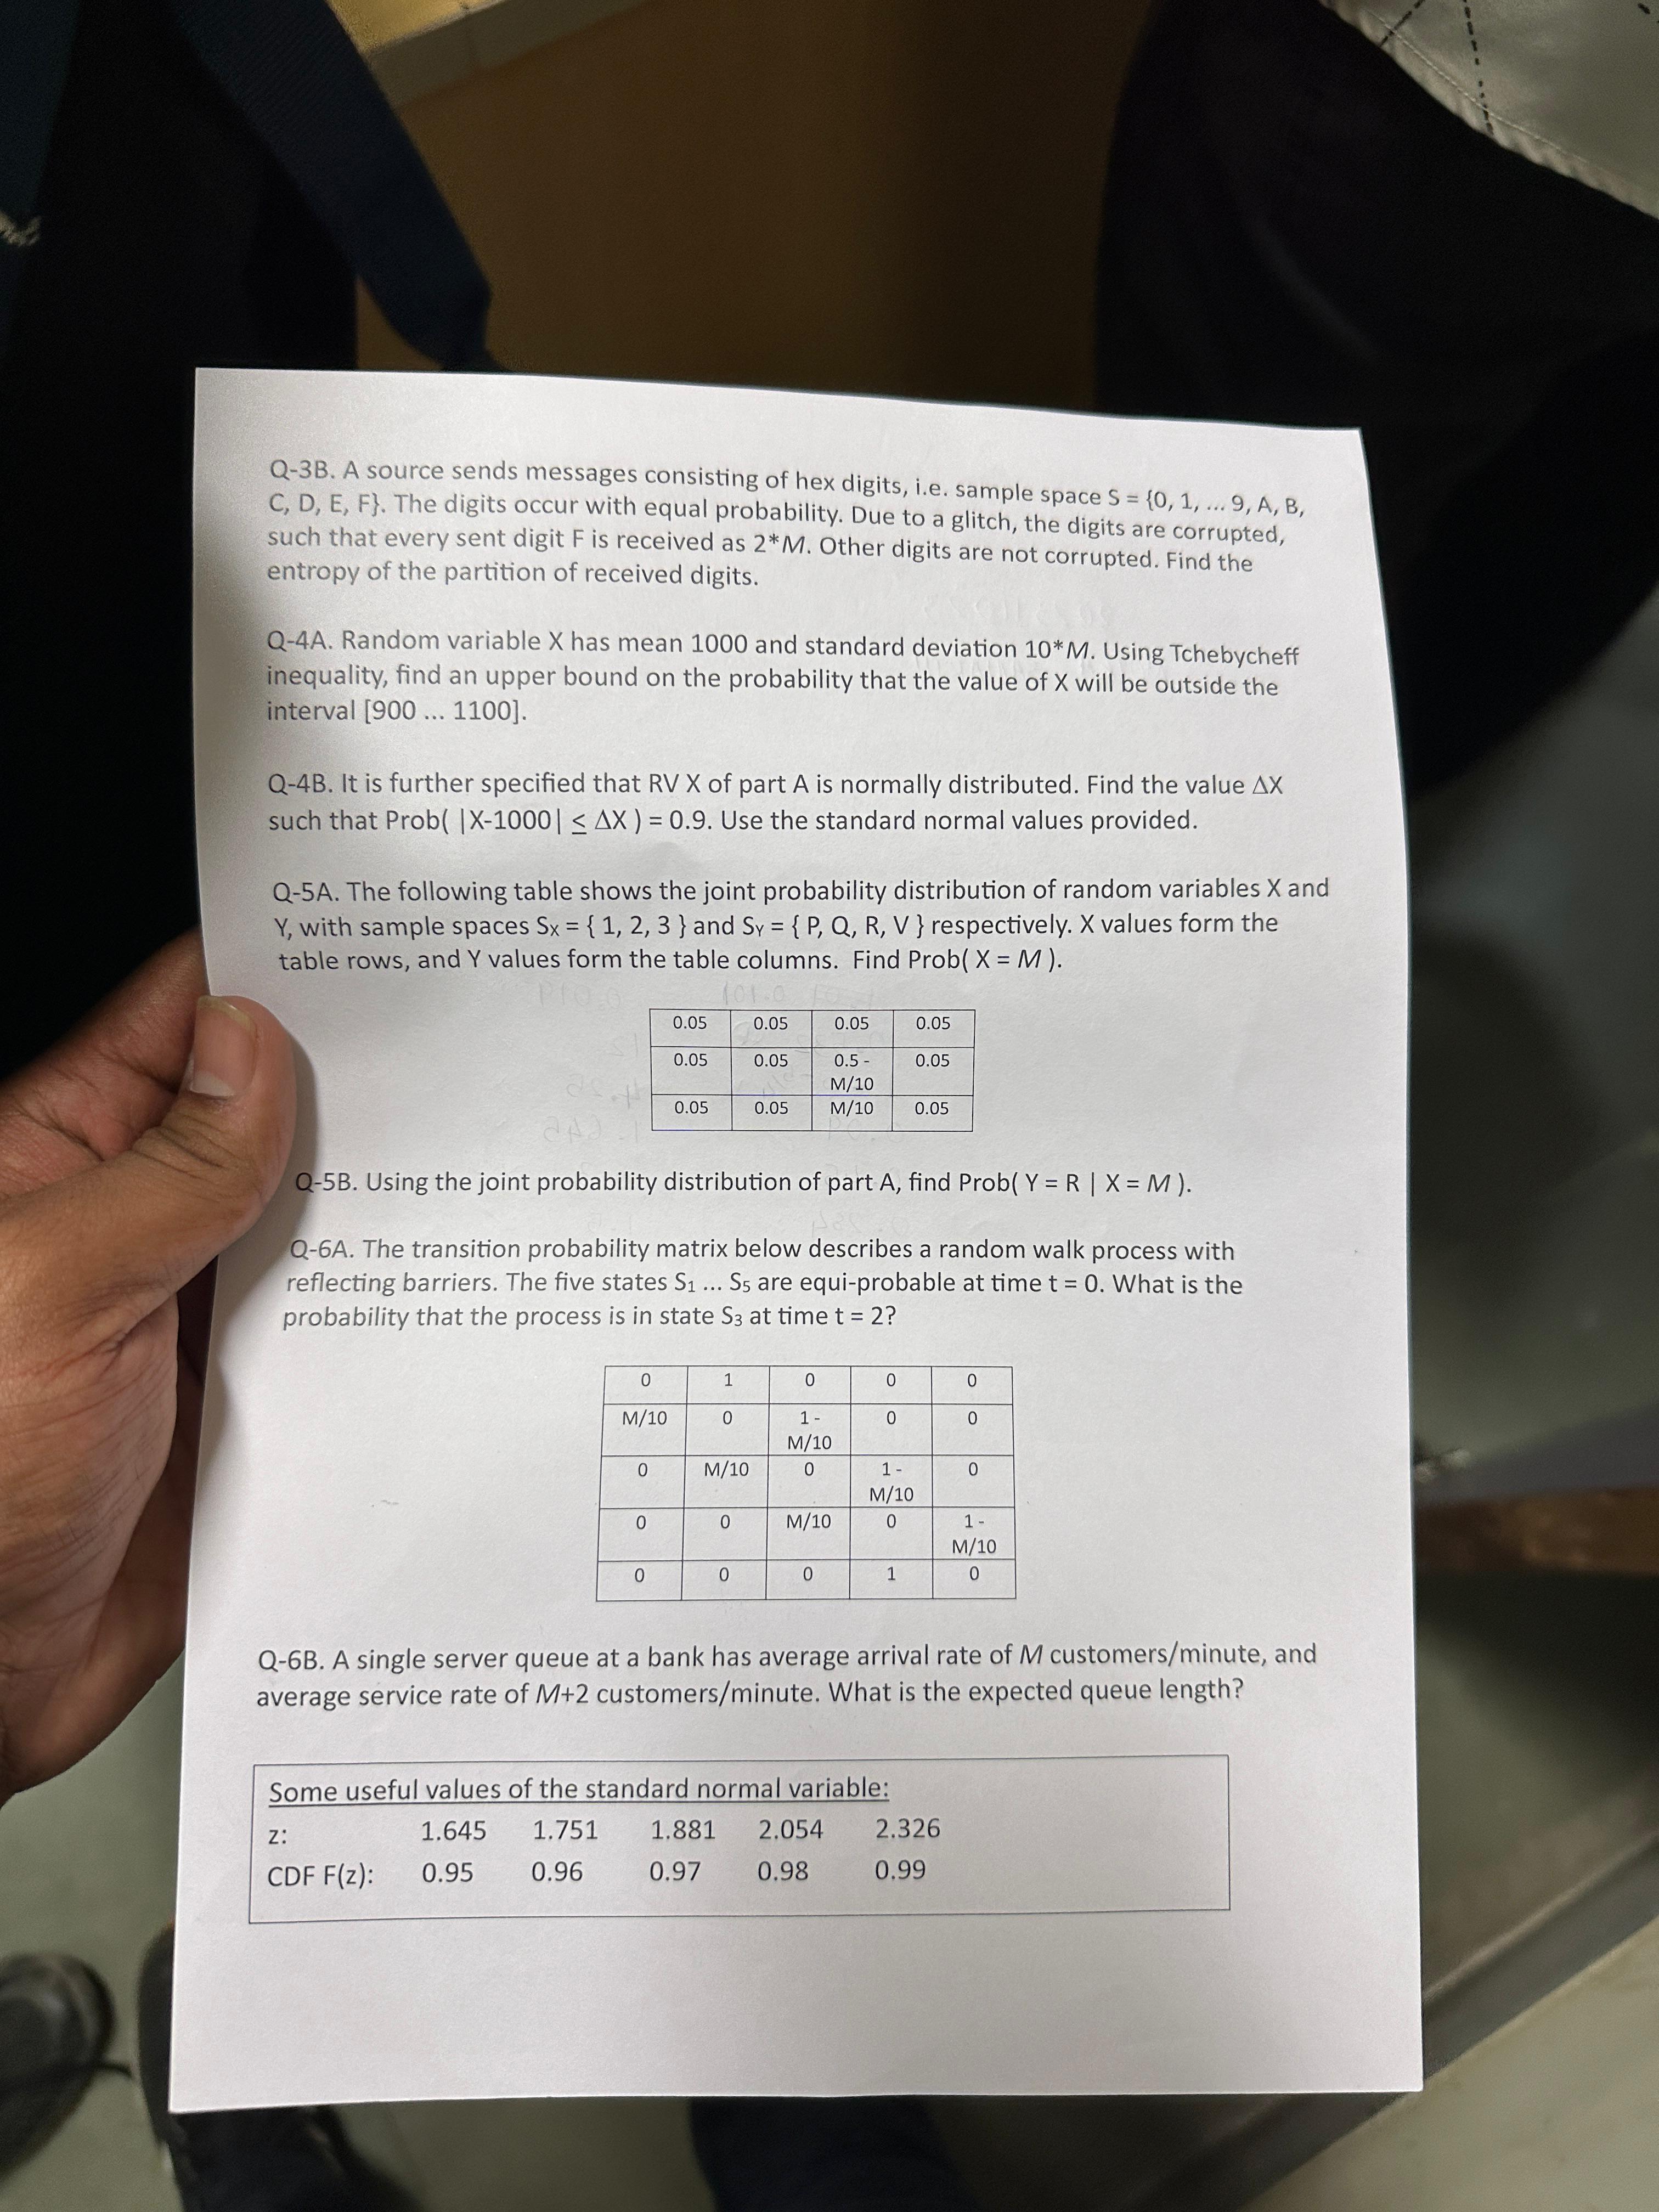 Q-3B. A source sends messages consisting of hex digits, i.e. sample space S = {0, 1, ... 9, A, B,
C, D, E, F}. The digits occur with equal probability. Due to a glitch, the digits are corrupted,
such that every sent digit F is received as 2*M. Other digits are not corrupted. Find the
entropy of the partition of received digits.
Q-4A. Random variable X has mean 1000 and standard deviation 10*M. Using Tchebycheff
inequality, find an upper bound on the probability that the value of X will be outside the
interval [900 ... 1100].
Q-4B. It is further specified that RV X of part A is normally distributed. Find the value ΔX
such that Prob( |X-1000| ≤ ΔX ) = 0.9. Use the standard normal values provided.
Q-5A. The following table shows the joint probability distribution of random variables X and
Y, with sample spaces Sx = { 1, 2, 3 } and SY = { P, Q, R, V } respectively. X values form the
table rows, and Y values form the table columns. Find Prob( X = M ).
0.05 0.05 0.05 0.05
0.05 0.05 0.5 - 0.05
M/10
0.05 0.05 M/10 0.05
Q-5B. Using the joint probability distribution of part A, find Prob( Y = R | X = M ).
Q-6A. The transition probability matrix below describes a random walk process with
reflecting barriers. The five states S1 ... S5 are equi-probable at time t = 0. What is the
probability that the process is in state S3 at time t = 2?
0 1 0 0 0
M/10 0 1 - 0 0
M/10
0 M/10 0 1 - 0
M/10
0 0 M/10 0 1 -
M/10
0 0 0 1 0
Q-6B. A single server queue at a bank has average arrival rate of M customers/minute, and
average service rate of M+2 customers/minute. What is the expected queue length?
Some useful values of the standard normal variable:
z: 1.645 1.751 1.881 2.054 2.326
CDF F(z): 0.95 0.96 0.97 0.98 0.99